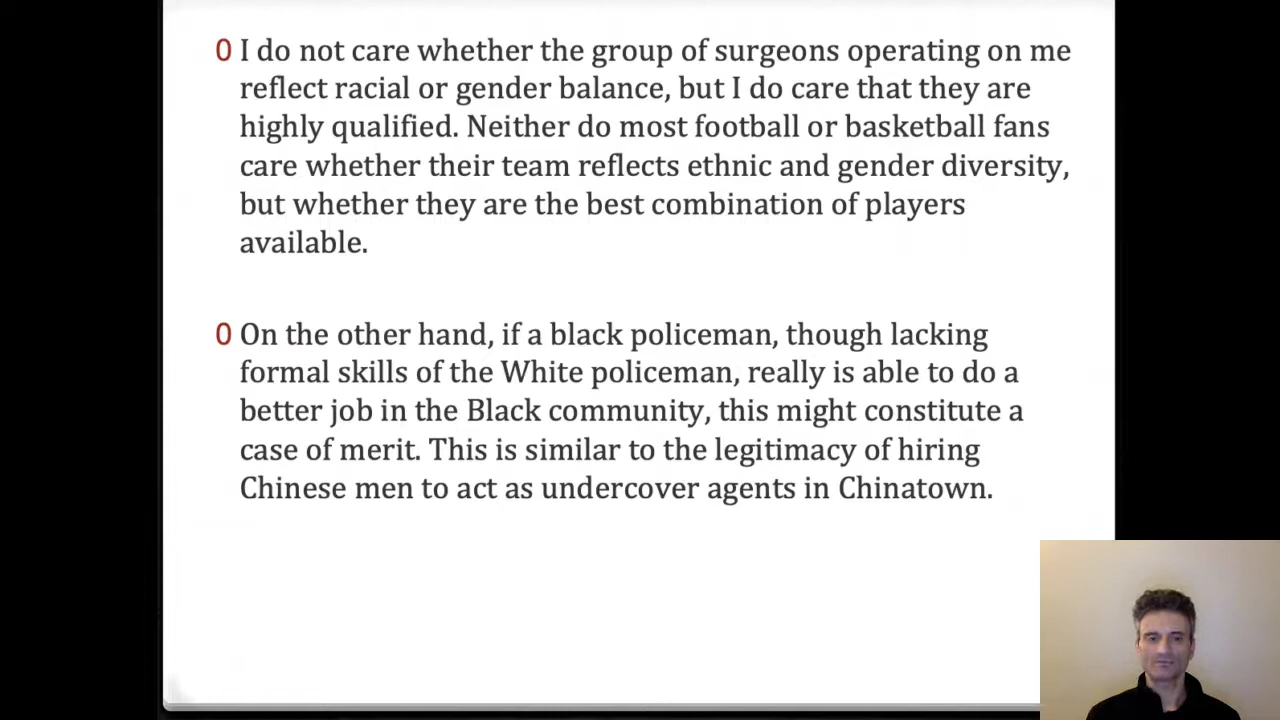 0 I do not care whether the group of surgeons operating on me
reflect racial or gender balance, but I do care that they are
highly qualified. Neither do most football or basketball fans
care whether their team reflects ethnic and gender diversity,
but whether they are the best combination of players
available.
0 On the other hand, if a black policeman, though lacking
formal skills of the White policeman, really is able to do a
better job in the Black community, this might constitute a
case of merit. This is similar to the legitimacy of hiring
Chinese men to act as undercover agents in Chinatown.